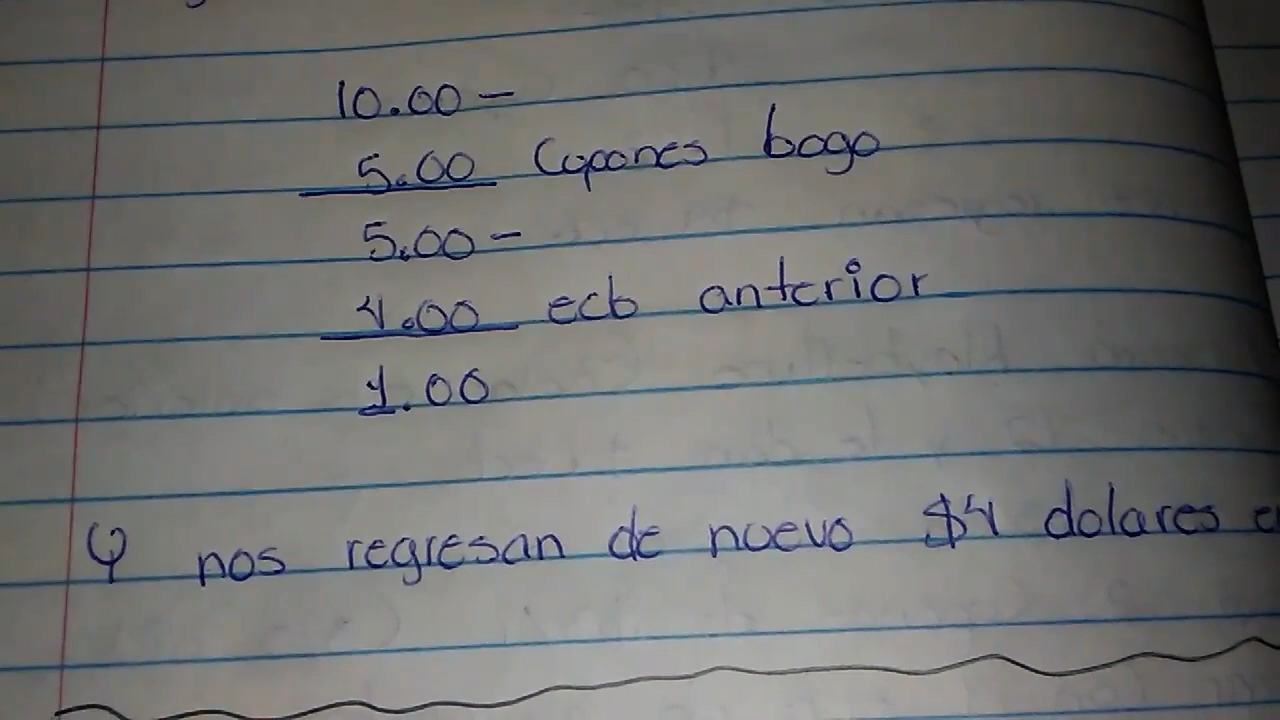 10.00 -
5.00 Cupones bogo
5.00 -
4.00 ecb anterior
1.00
Y nos regresan de nuevo $4 dolares